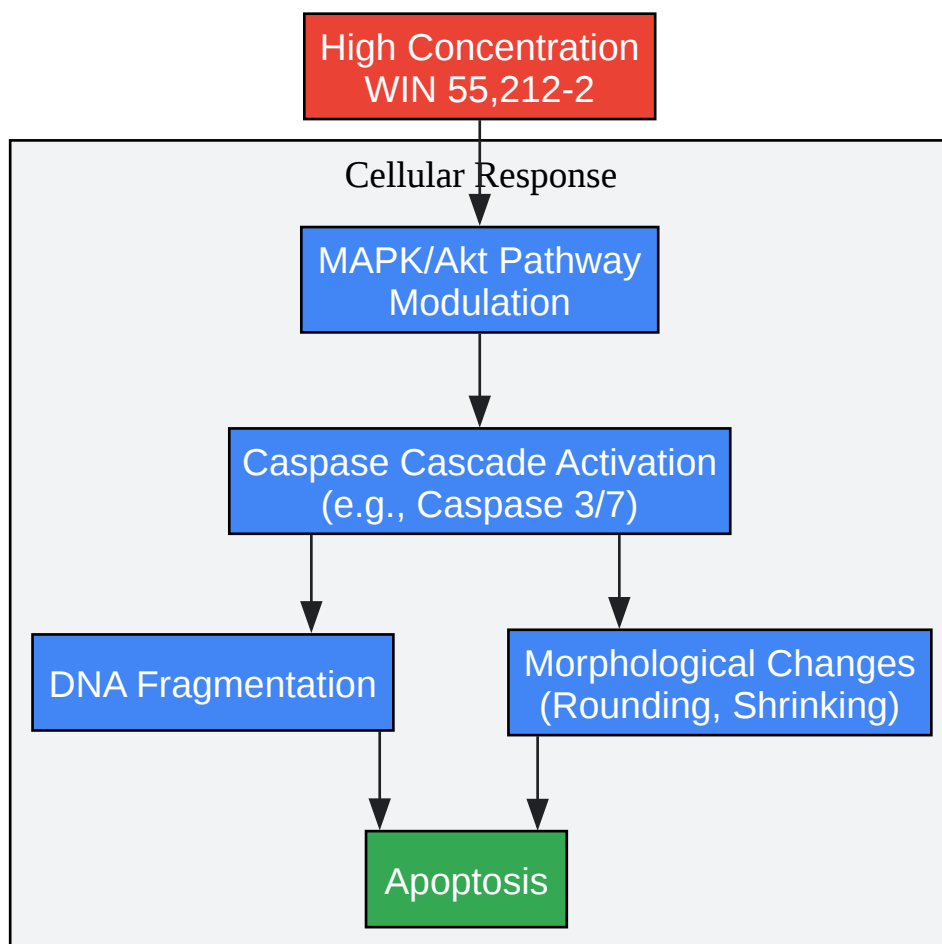 High Concentration
WIN 55,212-2
Cellular Response
MAPK/Akt Pathway
Modulation
Caspase Cascade Activation
(e.g., Caspase 3/7)
DNA Fragmentation
Morphological Changes
(Rounding, Shrinking)
Apoptosis